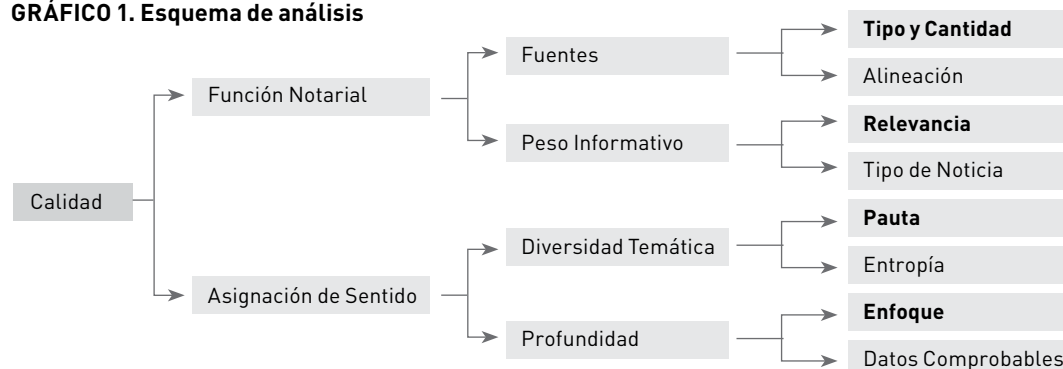 GRÁFICO 1. Esquema de análisis
Calidad
Función Notarial
Asignación de Sentido
Fuentes
Peso Informativo
Diversidad Temática
Profundidad
Tipo y Cantidad
Alineación
Relevancia
Tipo de Noticia
Pauta
Entropía
Enfoque
Datos Comprobables